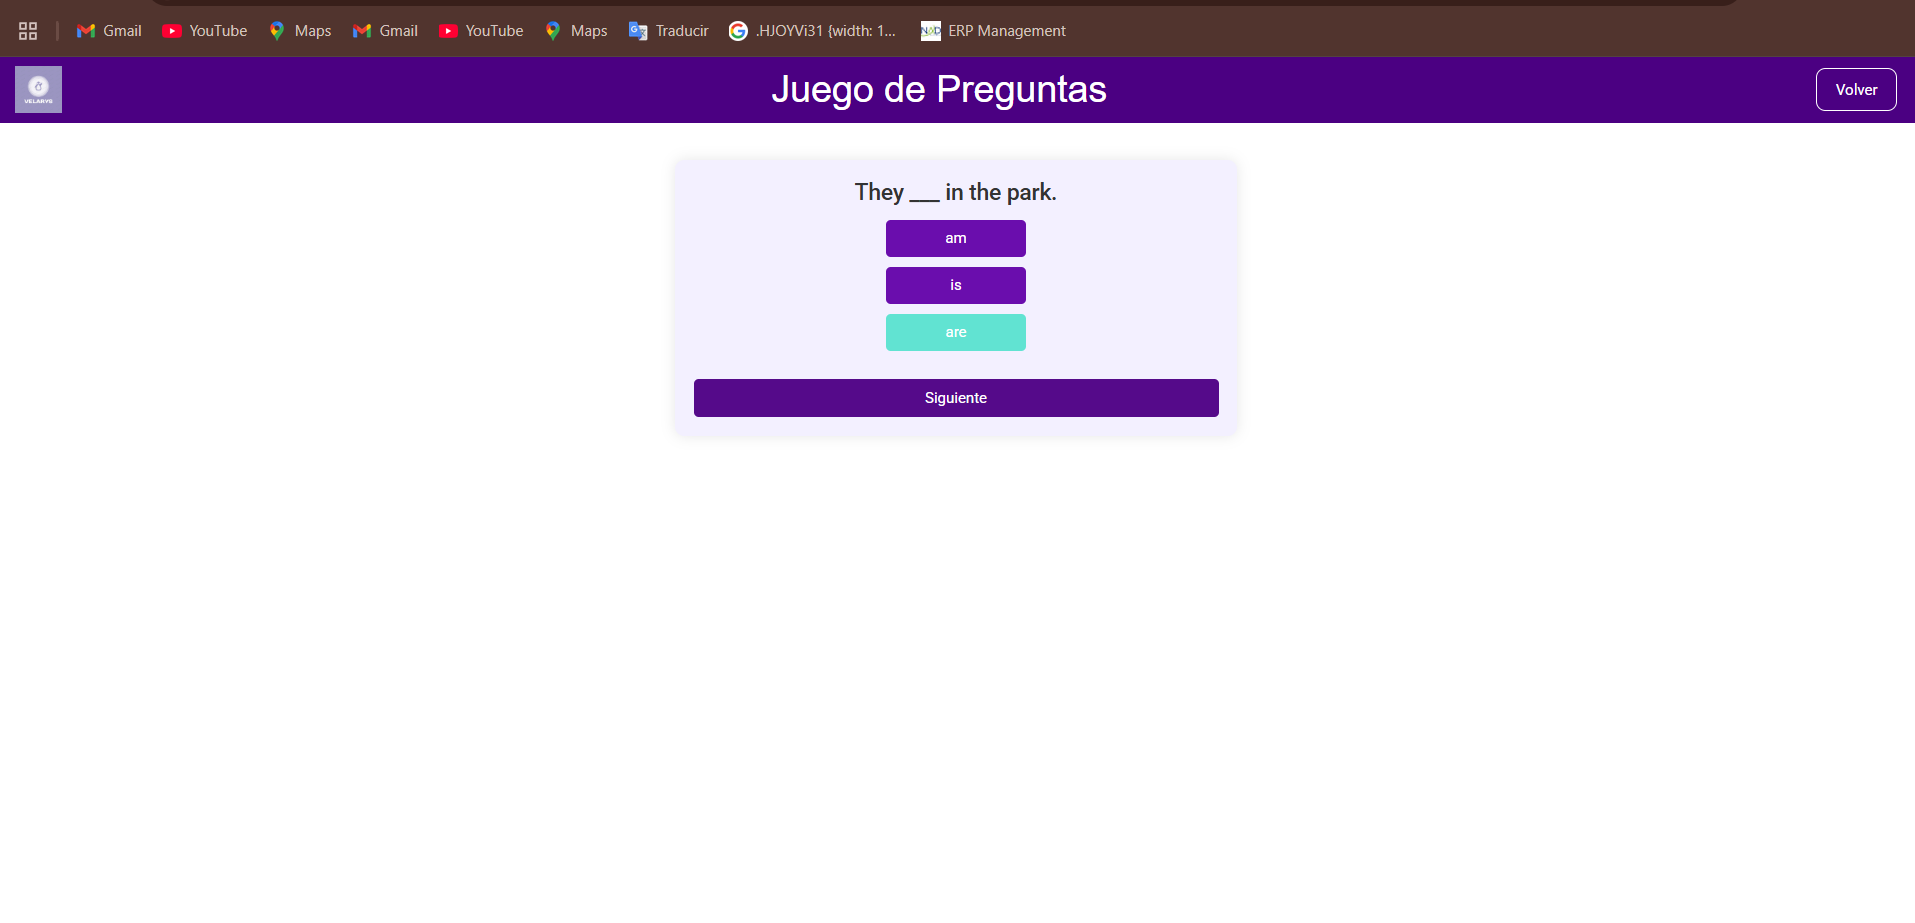 Gmail YouTube Maps Gmail YouTube Maps Traducir .HJOYVi31 {width: 1... ERP Management
VELARYS
Juego de Preguntas
Volver
They ___ in the park.
am
is
are
Siguiente